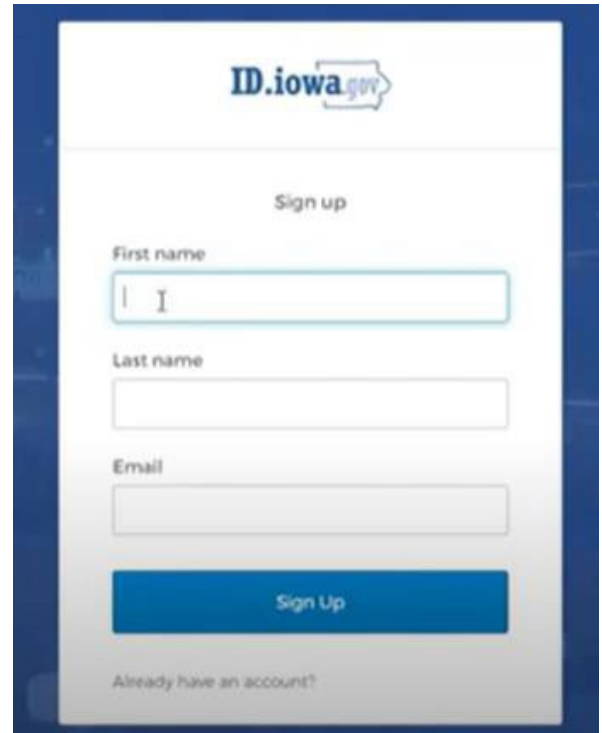 ID.iowa.gov
Sign up
First name
Last name
Email
Sign Up
Already have an account?